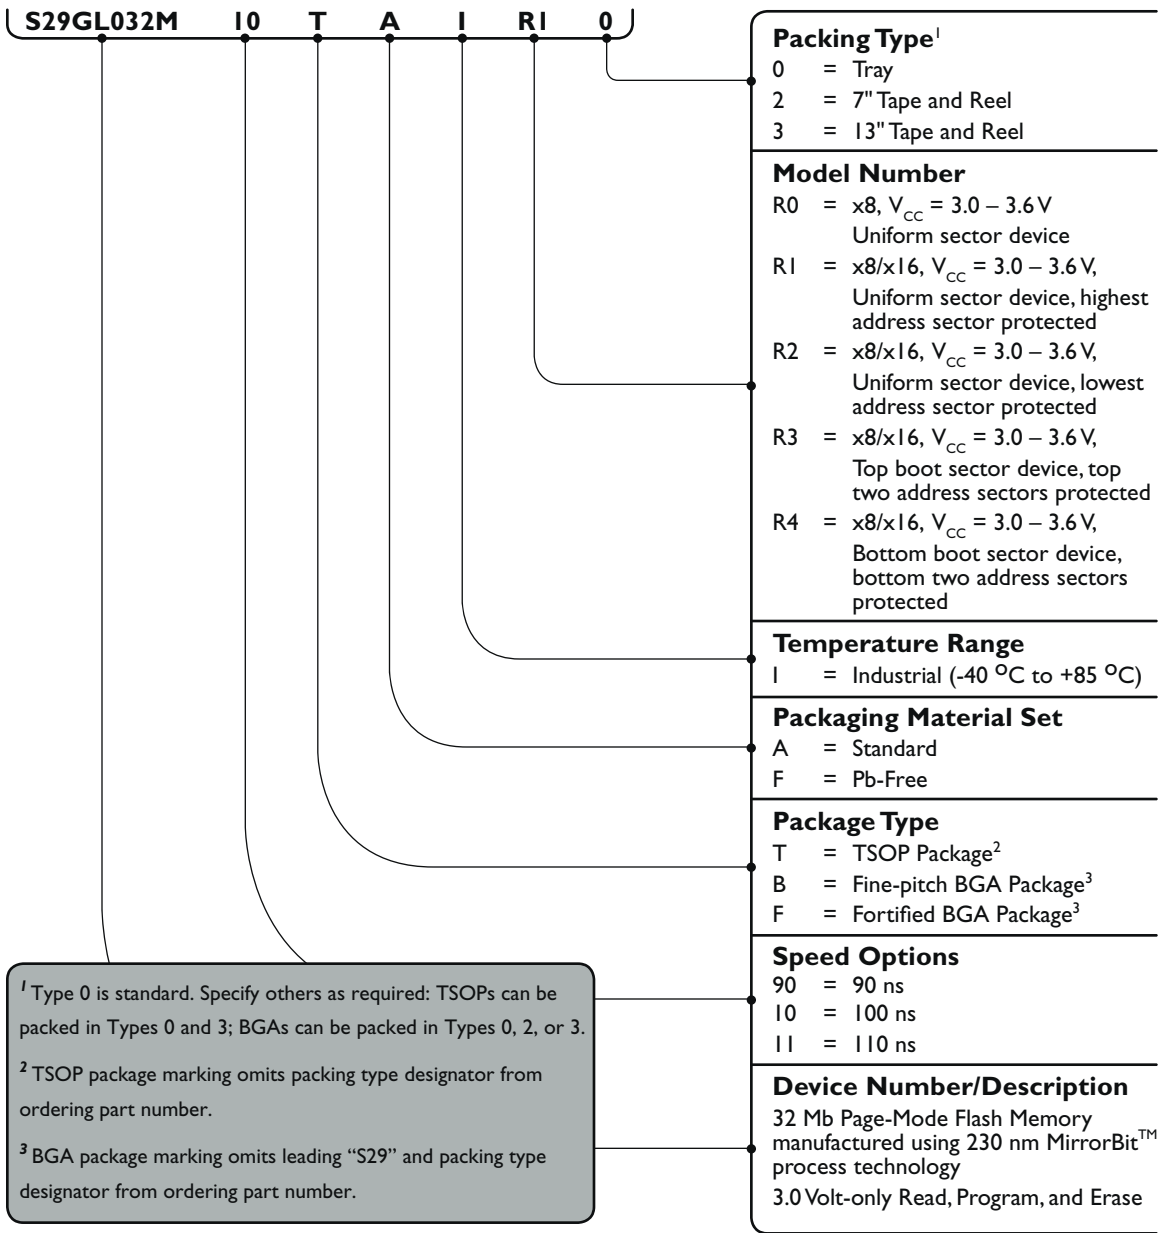 S29GL032M 10 T A I R1 0
Packing Type1
0 = Tray
2 = 7" Tape and Reel
3 = 13" Tape and Reel
Model Number
R0 = x8, VCC = 3.0 – 3.6 V
Uniform sector device
R1 = x8/x16, VCC = 3.0 – 3.6 V,
Uniform sector device, highest
address sector protected
R2 = x8/x16, VCC = 3.0 – 3.6 V,
Uniform sector device, lowest
address sector protected
R3 = x8/x16, VCC = 3.0 – 3.6 V,
Top boot sector device, top
two address sectors protected
R4 = x8/x16, VCC = 3.0 – 3.6 V,
Bottom boot sector device,
bottom two address sectors
protected
Temperature Range
I = Industrial (-40 °C to +85 °C)
Packaging Material Set
A = Standard
F = Pb-Free
Package Type
T = TSOP Package2
B = Fine-pitch BGA Package3
F = Fortified BGA Package3
Speed Options
90 = 90 ns
10 = 100 ns
11 = 110 ns
Device Number/Description
32 Mb Page-Mode Flash Memory
manufactured using 230 nm MirrorBit™
process technology
3.0 Volt-only Read, Program, and Erase
1 Type 0 is standard. Specify others as required: TSOPs can be
packed in Types 0 and 3; BGAs can be packed in Types 0, 2, or 3.
2 TSOP package marking omits packing type designator from
ordering part number.
3 BGA package marking omits leading “S29” and packing type
designator from ordering part number.